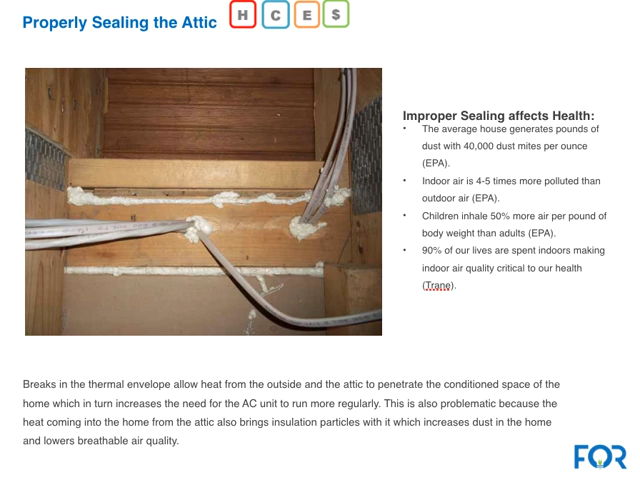 Properly Sealing the Attic H C E $
Improper Sealing affects Health:
• The average house generates pounds of
dust with 40,000 dust mites per ounce
(EPA).
• Indoor air is 4-5 times more polluted than
outdoor air (EPA).
• Children inhale 50% more air per pound of
body weight than adults (EPA).
• 90% of our lives are spent indoors making
indoor air quality critical to our health
(Trane).
Breaks in the thermal envelope allow heat from the outside and the attic to penetrate the conditioned space of the
home which in turn increases the need for the AC unit to run more regularly. This is also problematic because the
heat coming into the home from the attic also brings insulation particles with it which increases dust in the home
and lowers breathable air quality.
FOR